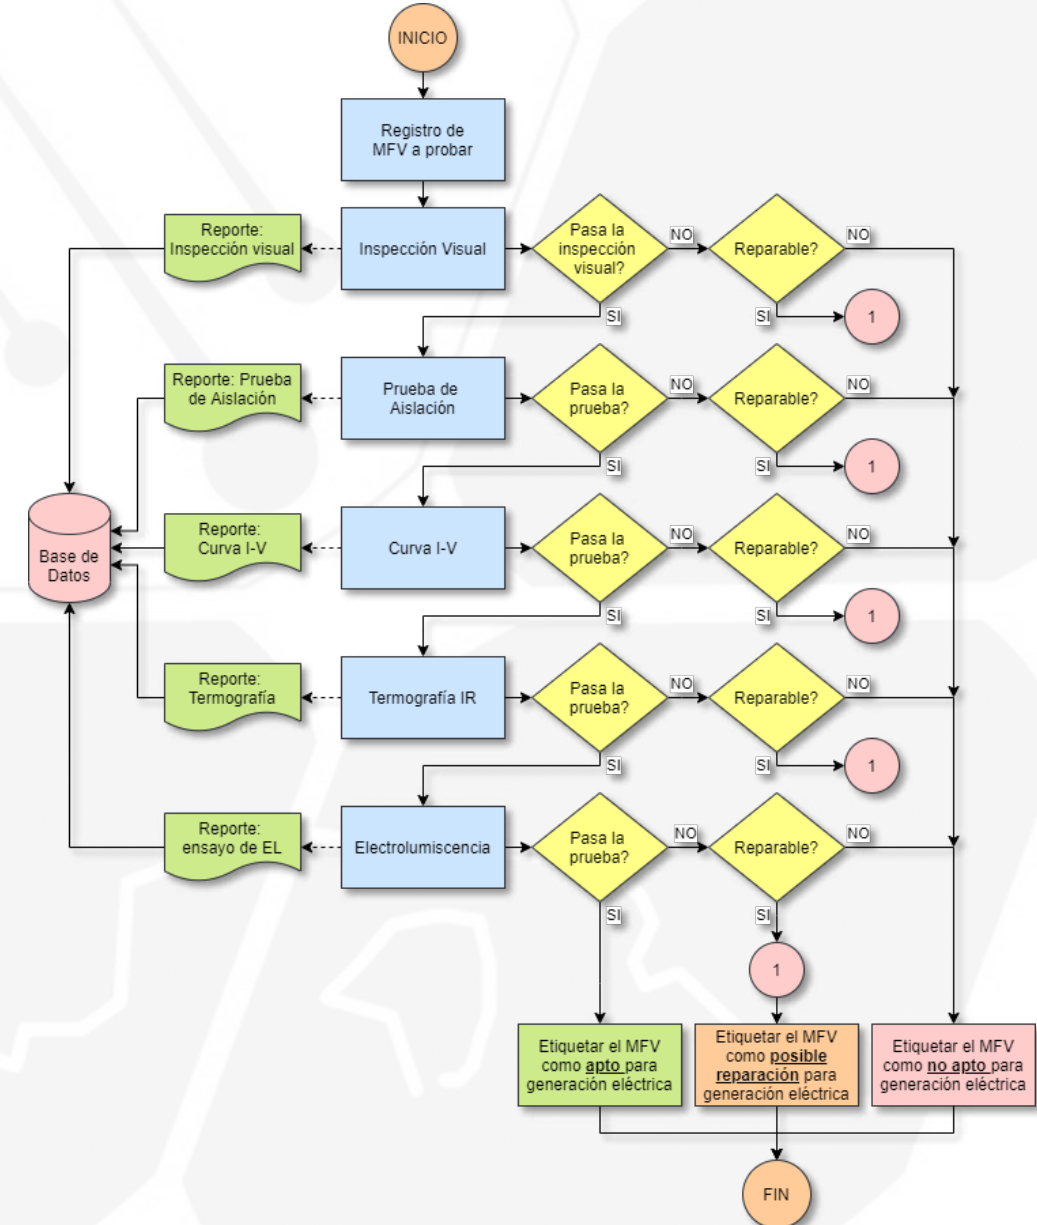 INICIO
Registro de
MFV a probar
Reporte:
Inspección visual
Inspección Visual
Pasa la
inspección
visual?
NO
Reparable?
NO
SI
SI
1
Reporte: Prueba
de Aislación
Prueba de
Aislación
Pasa la
prueba?
NO
Reparable?
NO
SI
SI
1
Base de
Datos
Reporte:
Curva I-V
Curva I-V
Pasa la
prueba?
NO
Reparable?
NO
SI
SI
1
Reporte:
Termografía
Termografía IR
Pasa la
prueba?
NO
Reparable?
NO
SI
SI
1
Reporte:
ensayo de EL
Electrolumiscencia
Pasa la
prueba?
NO
Reparable?
NO
SI
SI
1
Etiquetar el MFV
como apto para
generación eléctrica
Etiquetar el MFV
como posible
reparación para
generación eléctrica
Etiquetar el MFV
como no apto para
generación eléctrica
FIN